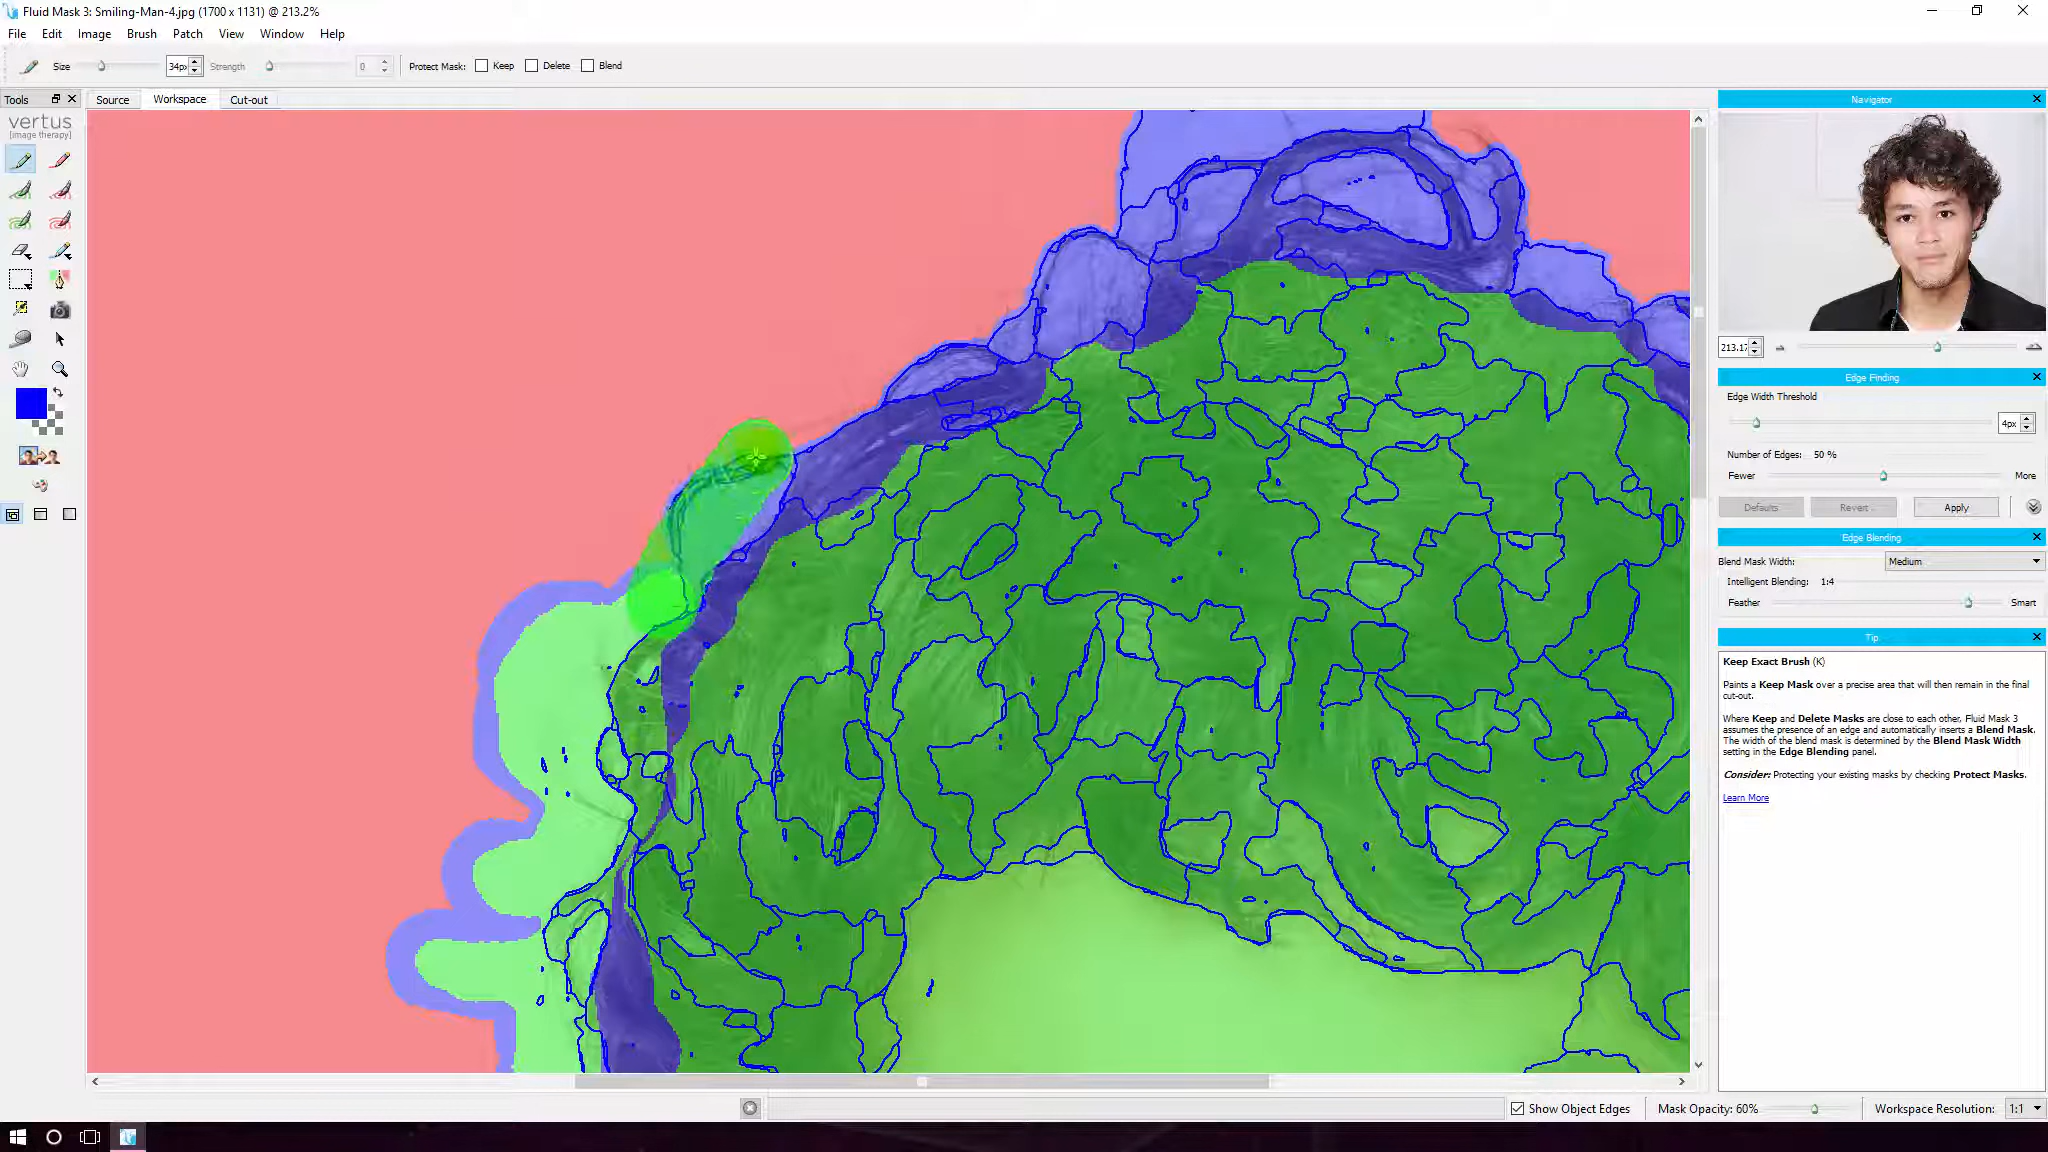 Fluid Mask 3: Smiling-Man-4.jpg (1700 x 1131) @ 213.2%
File Edit Image Brush Patch View Window Help
Size 34px Strength 0 Protect Mask: Keep Delete Blend
Tools Source Workspace Cut-out Navigator
vertus
[image therapy]
213.17
Edge Finding
Edge Width Threshold
4px
Number of Edges: 50 %
Fewer More
Defaults Revert Apply
Edge Blending
Blend Mask Width: Medium
Intelligent Blending: 1:4
Feather Smart
Tip
Keep Exact Brush (K)
Paints a Keep Mask over a precise area that will then remain in the final
cut-out.
Where Keep and Delete Masks are close to each other, Fluid Mask 3
assumes the presence of an edge and automatically inserts a Blend Mask.
The width of the blend mask is determined by the Blend Mask Width
setting in the Edge Blending panel.
Consider: Protecting your existing masks by checking Protect Masks.
Learn More
Show Object Edges Mask Opacity: 60% Workspace Resolution: 1:1